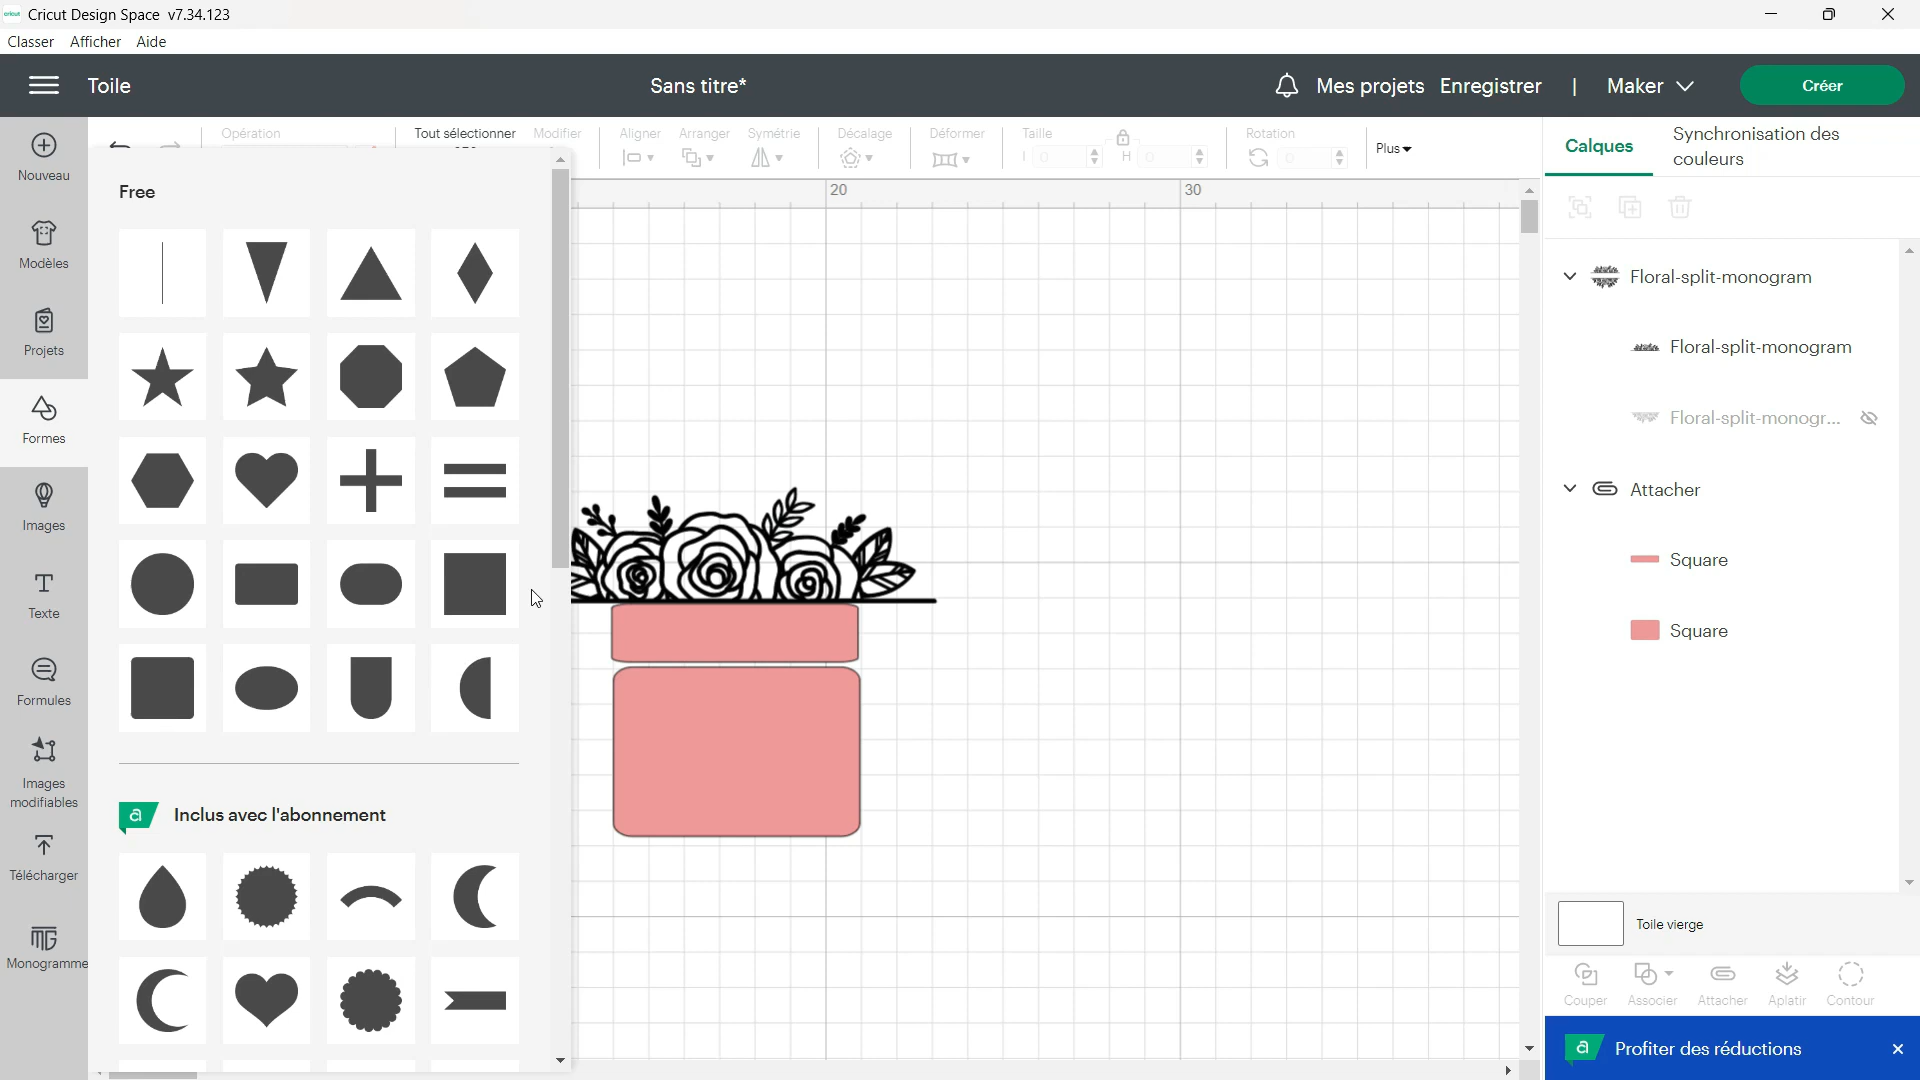 Cricut Design Space v7.34.123
Classer Afficher Aide
Toile
Sans titre*
Mes projets Enregistrer | Maker
Créer
Nouveau
Modèles
Projets
Formes
Images
Texte
Formules
Images
modifiables
Télécharger
Monogramme
Opération
Tout sélectionner
Modifier
Aligner
Arranger
Symétrie
Décalage
Déformer
Taille
l 0
H 0
Rotation
0
Plus
Free
Inclus avec l'abonnement
20
30
Calques
Synchronisation des
couleurs
Floral-split-monogram
Floral-split-monogram
Floral-split-monogr...
Attacher
Square
Square
Toile vierge
Couper
Associer
Attacher
Aplatir
Contour
a
a Profiter des réductions